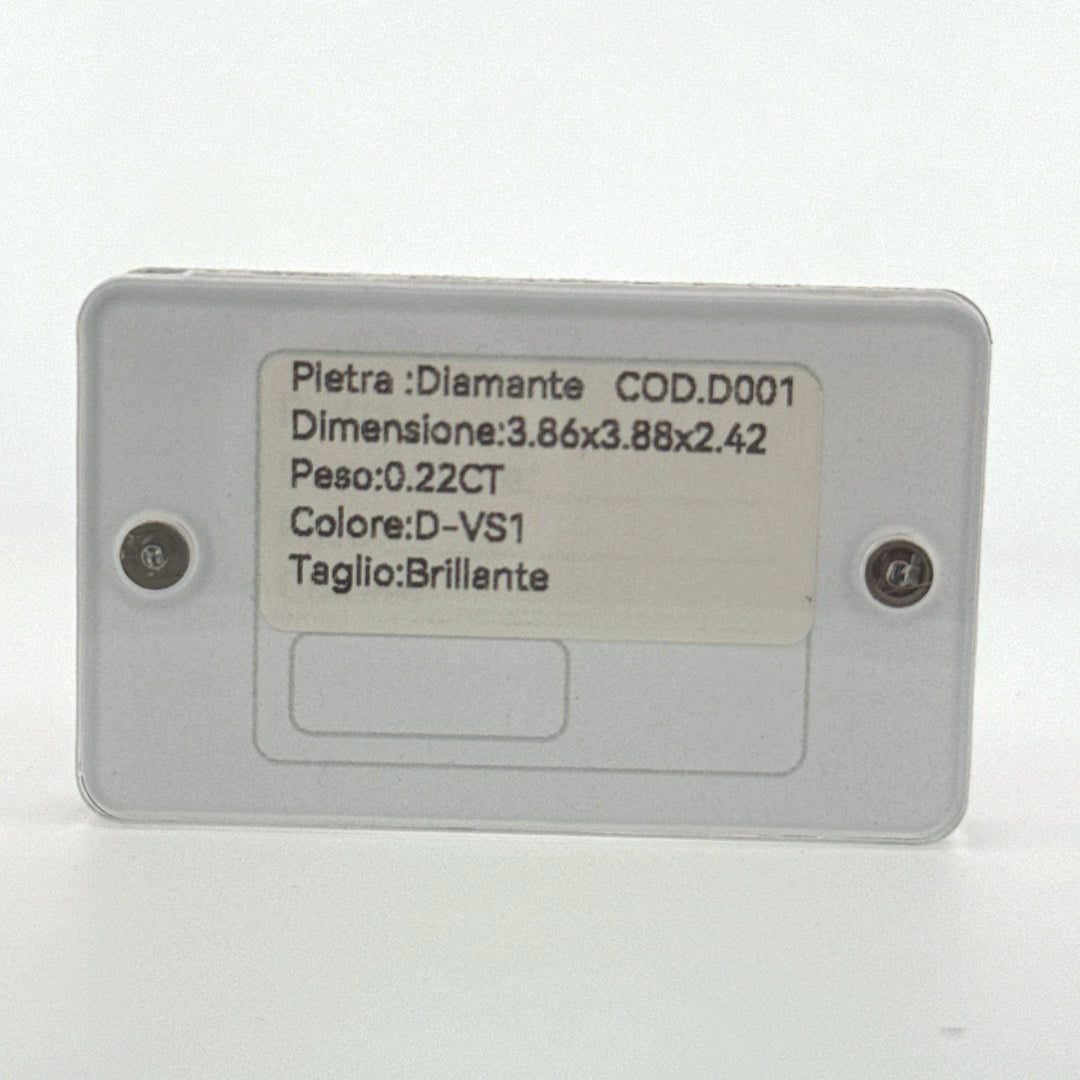 Pietra :Diamante COD.D001
Dimensione:3.86x3.88x2.42
Peso:0.22CT
Colore:D-VS1
Taglio:Brillante